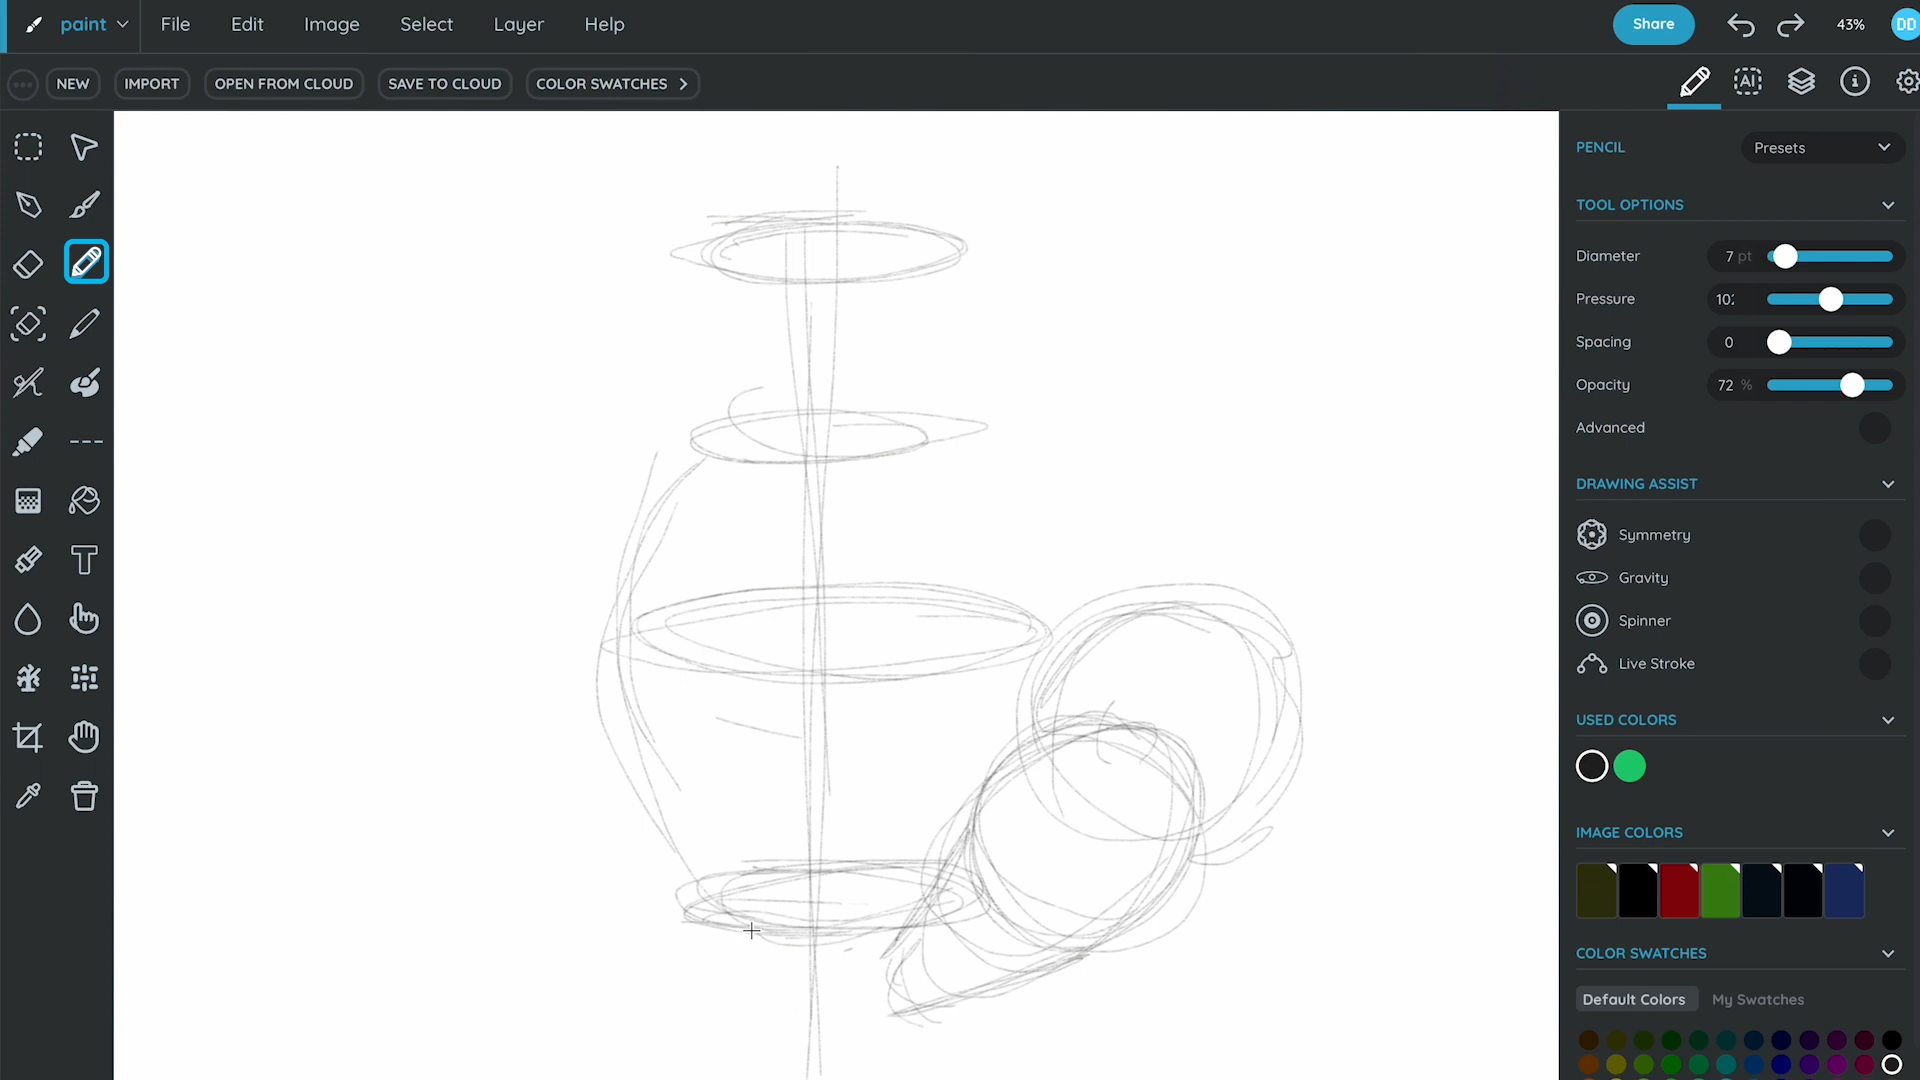 paint File Edit Image Select Layer Help Share 43% DD
NEW IMPORT OPEN FROM CLOUD SAVE TO CLOUD COLOR SWATCHES AI
PENCIL Presets
TOOL OPTIONS
Diameter 7 pt
Pressure 102
Spacing 0
Opacity 72 %
Advanced
DRAWING ASSIST
Symmetry
Gravity
Spinner
Live Stroke
USED COLORS
IMAGE COLORS
COLOR SWATCHES
Default Colors My Swatches